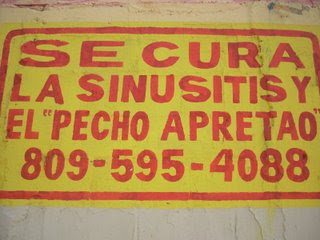 SE CURA
LA SINUSITIS Y
EL "PECHO APRETAO"
809-595-4088